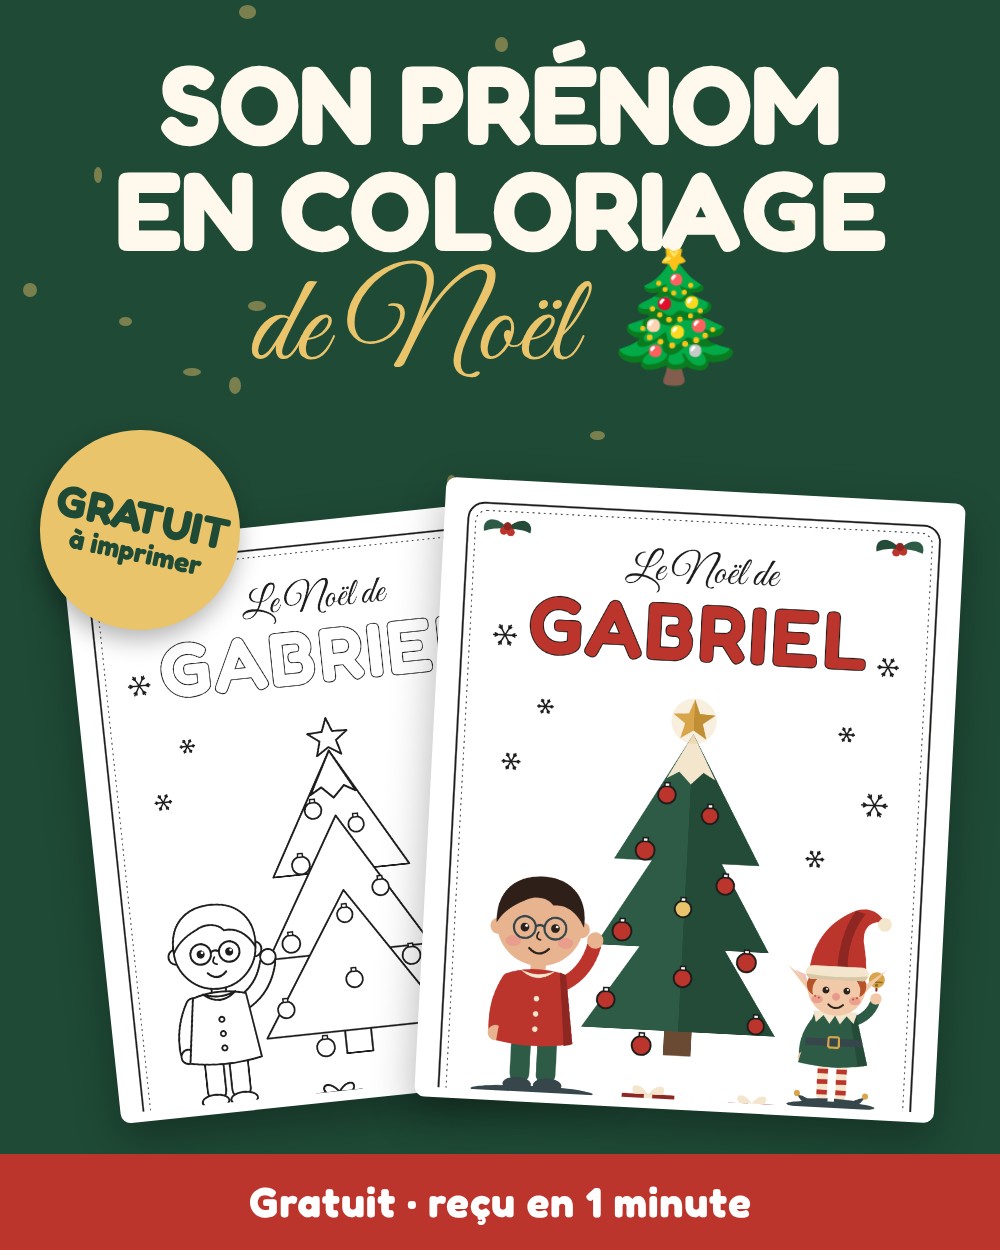 SON PRÉNOM
EN COLORIAGE
de Noël
GRATUIT
à imprimer
Le Noël de
GABRIEL
Le Noël de
GABRIEL
Gratuit · reçu en 1 minute